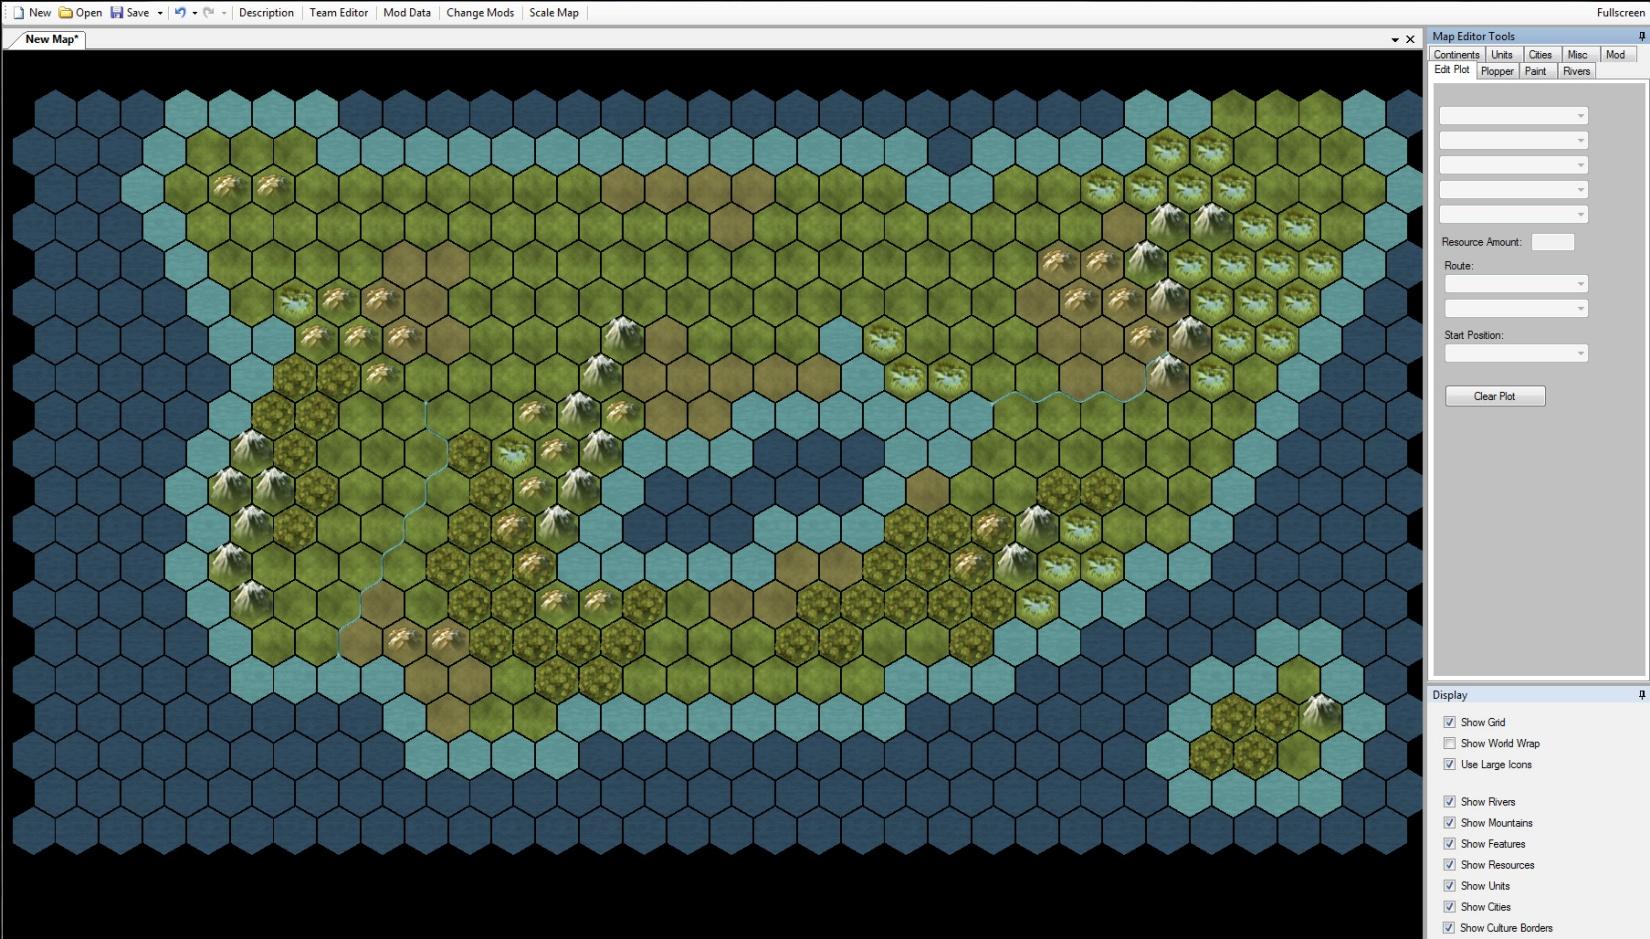 New Open Save Description Team Editor Mod Data Change Mods Scale Map Fullscreen
New Map*
Map Editor Tools
Continents Units Cities Misc Mod
Edit Plot Plopper Paint Rivers
Resource Amount:
Route:
Start Position:
Clear Plot
Display
Show Grid
Show World Wrap
Use Large Icons
Show Rivers
Show Mountains
Show Features
Show Resources
Show Units
Show Cities
Show Culture Borders